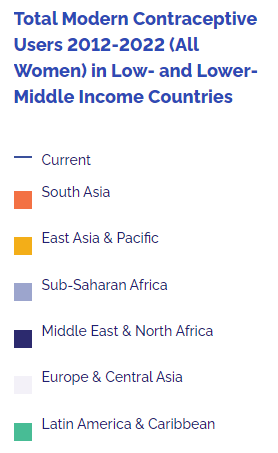 Total Modern Contraceptive
Users 2012-2022 (All
Women) in Low- and Lower-
Middle Income Countries
Current
South Asia
East Asia & Pacific
Sub-Saharan Africa
Middle East & North Africa
Europe & Central Asia
Latin America & Caribbean